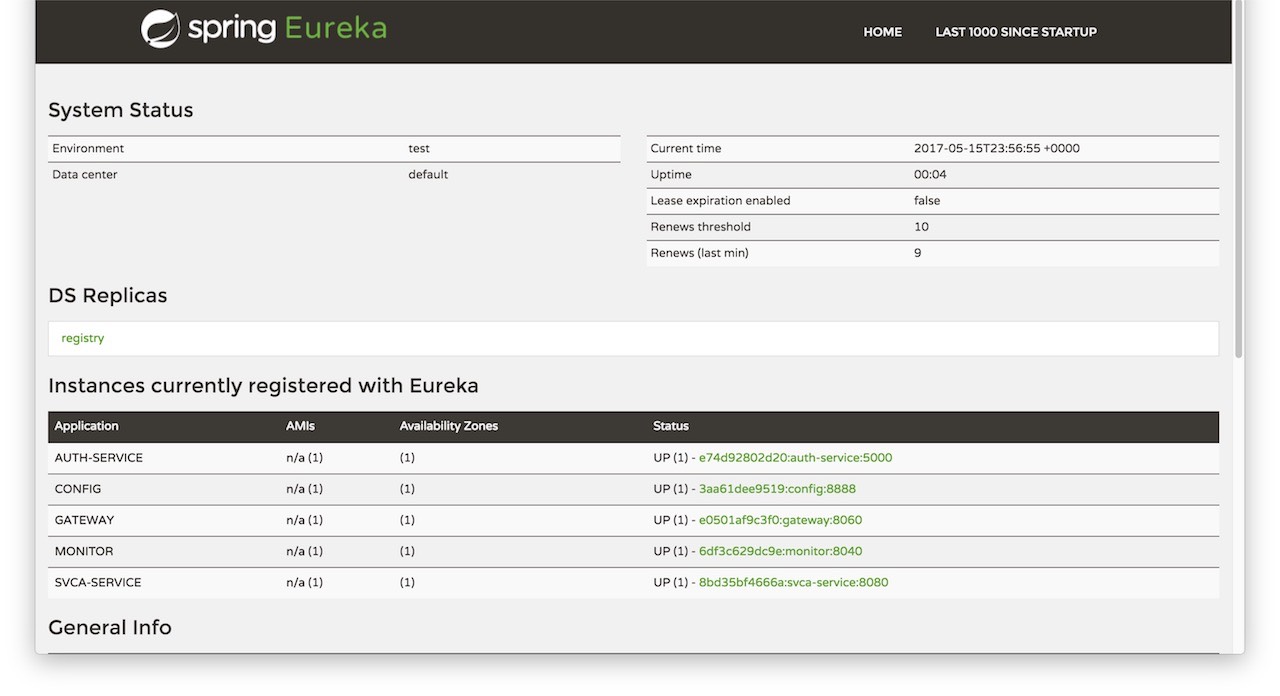 spring Eureka
HOME LAST 1000 SINCE STARTUP
System Status
Environment test
Data center default
Current time 2017-05-15T23:56:55 +0000
Uptime 00:04
Lease expiration enabled false
Renews threshold 10
Renews (last min) 9
DS Replicas
registry
Instances currently registered with Eureka
Application AMIs Availability Zones Status
AUTH-SERVICE n/a (1) (1) UP (1) - e74d92802d20:auth-service:5000
CONFIG n/a (1) (1) UP (1) - 3aa61dee9519:config:8888
GATEWAY n/a (1) (1) UP (1) - e0501af9c3f0:gateway:8060
MONITOR n/a (1) (1) UP (1) - 6df3c629dc9e:monitor:8040
SVCA-SERVICE n/a (1) (1) UP (1) - 8bd35bf4666a:svca-service:8080
General Info